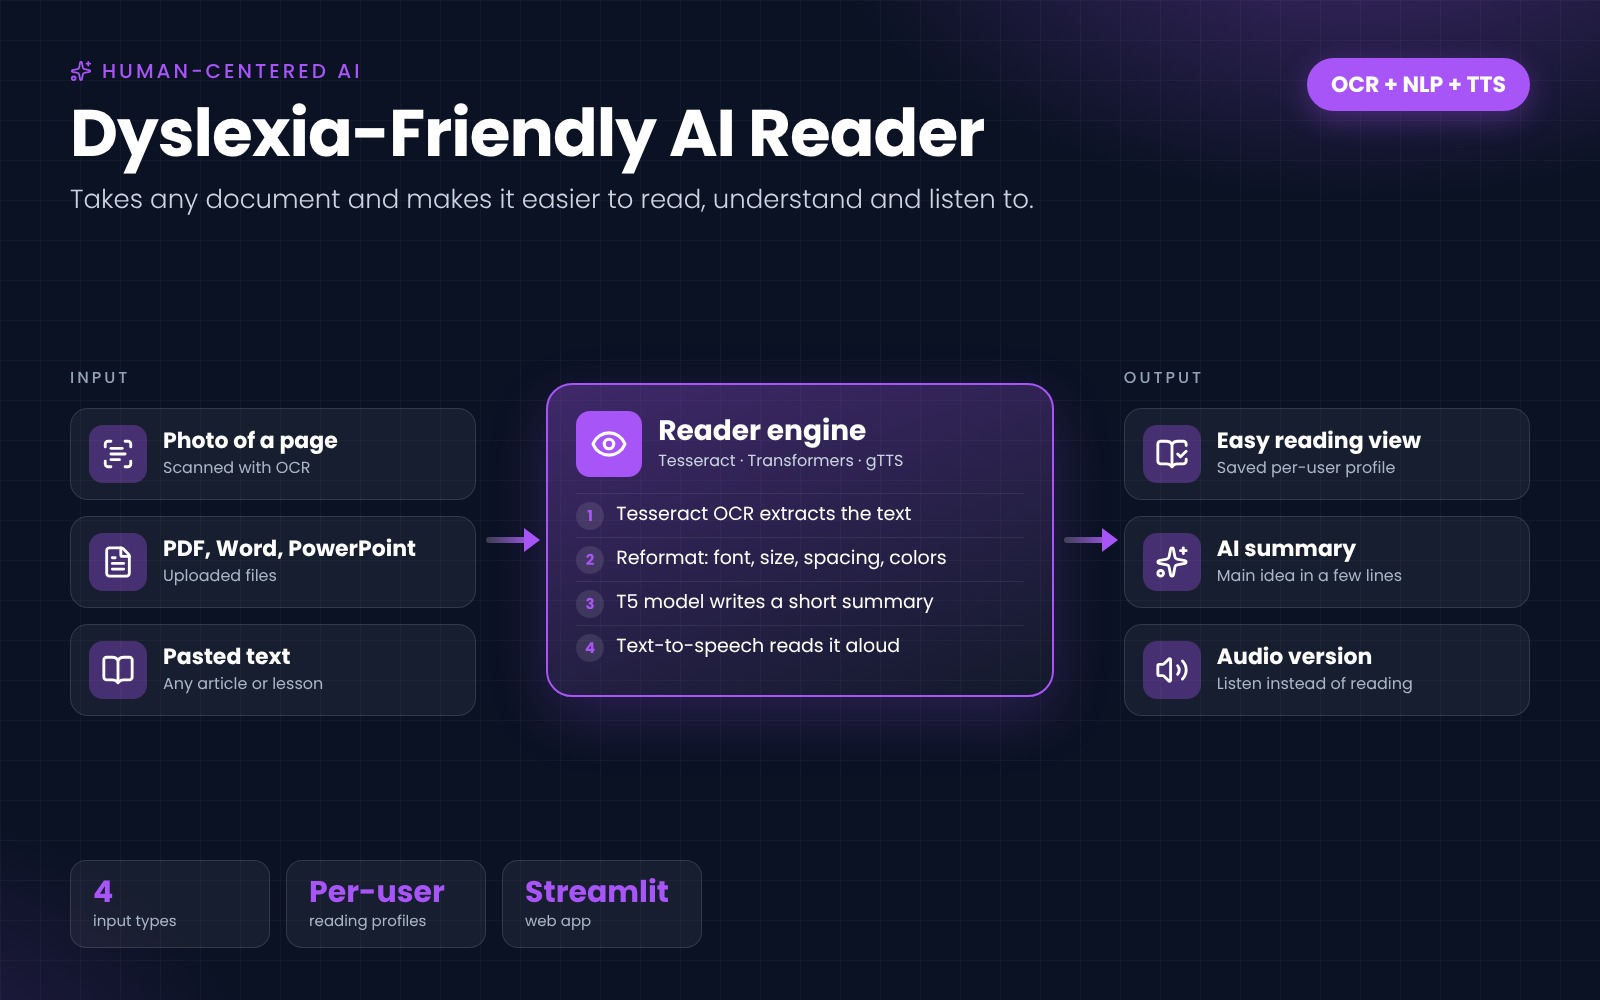 HUMAN-CENTERED AI
OCR + NLP + TTS
Dyslexia-Friendly AI Reader
Takes any document and makes it easier to read, understand and listen to.
INPUT
Photo of a page
Scanned with OCR
PDF, Word, PowerPoint
Uploaded files
Pasted text
Any article or lesson
Reader engine
Tesseract · Transformers · gTTS
1 Tesseract OCR extracts the text
2 Reformat: font, size, spacing, colors
3 T5 model writes a short summary
4 Text-to-speech reads it aloud
OUTPUT
Easy reading view
Saved per-user profile
AI summary
Main idea in a few lines
Audio version
Listen instead of reading
4
input types
Per-user
reading profiles
Streamlit
web app